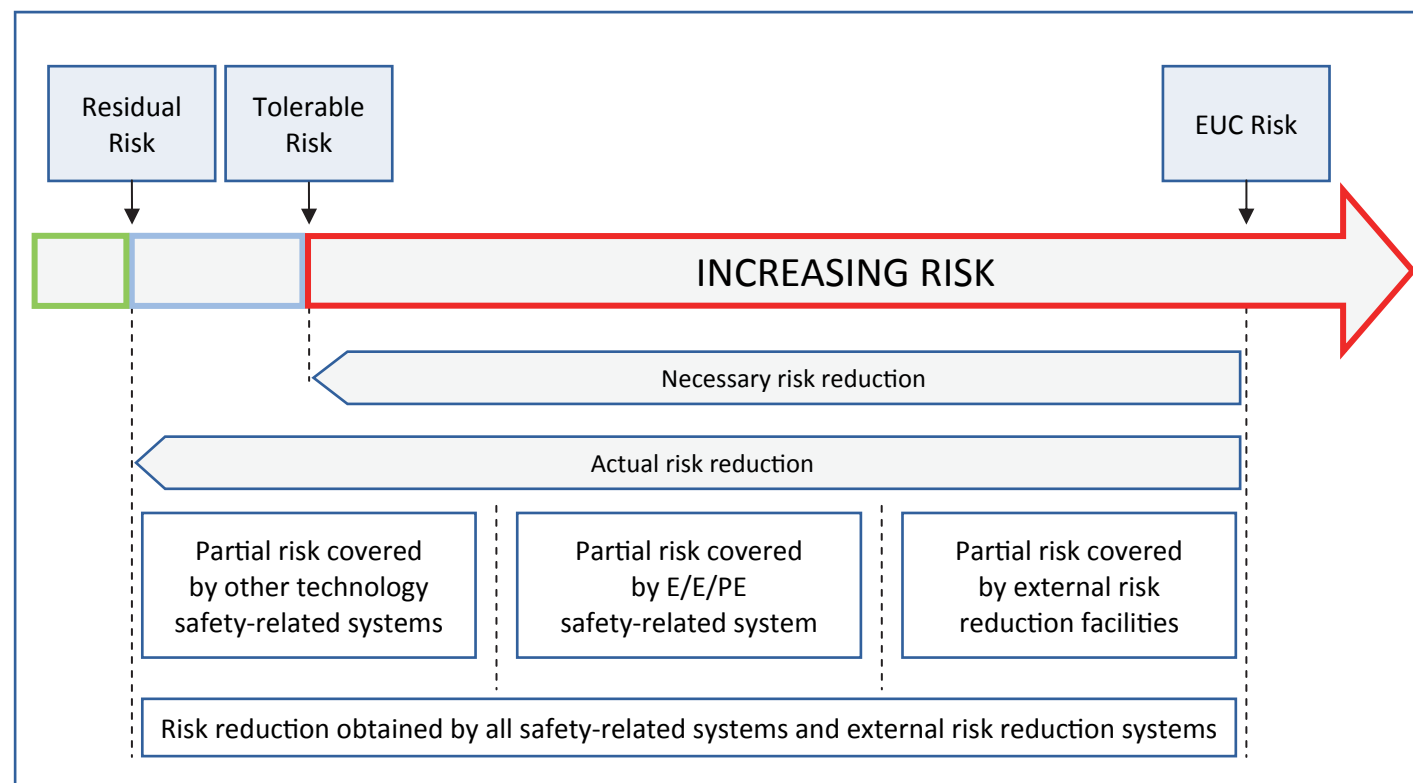 Residual
Risk
Tolerable
Risk
EUC Risk
INCREASING RISK
Necessary risk reduction
Actual risk reduction
Partial risk covered
by other technology
safety-related systems
Partial risk covered
by E/E/PE
safety-related system
Partial risk covered
by external risk
reduction facilities
Risk reduction obtained by all safety-related systems and external risk reduction systems